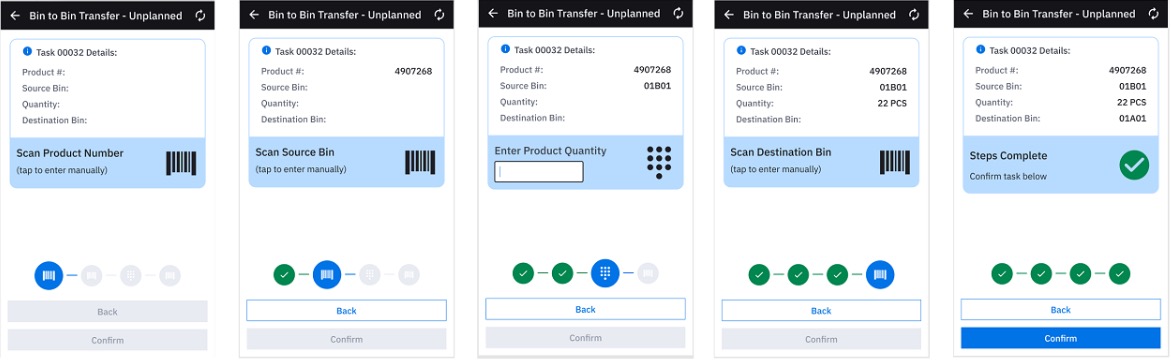 Bin to Bin Transfer - Unplanned
Task 00032 Details:
Product #:
Source Bin:
Quantity:
Destination Bin:
Scan Product Number
(tap to enter manually)
Back
Confirm
Bin to Bin Transfer - Unplanned
Task 00032 Details:
Product #: 4907268
Source Bin:
Quantity:
Destination Bin:
Scan Source Bin
(tap to enter manually)
Back
Confirm
Bin to Bin Transfer - Unplanned
Task 00032 Details:
Product #: 4907268
Source Bin: 01B01
Quantity:
Destination Bin:
Enter Product Quantity
Back
Confirm
Bin to Bin Transfer - Unplanned
Task 00032 Details:
Product #: 4907268
Source Bin: 01B01
Quantity: 22 PCS
Destination Bin:
Scan Destination Bin
(tap to enter manually)
Back
Confirm
Bin to Bin Transfer - Unplanned
Task 00032 Details:
Product #: 4907268
Source Bin: 01B01
Quantity: 22 PCS
Destination Bin: 01A01
Steps Complete
Confirm task below
Back
Confirm